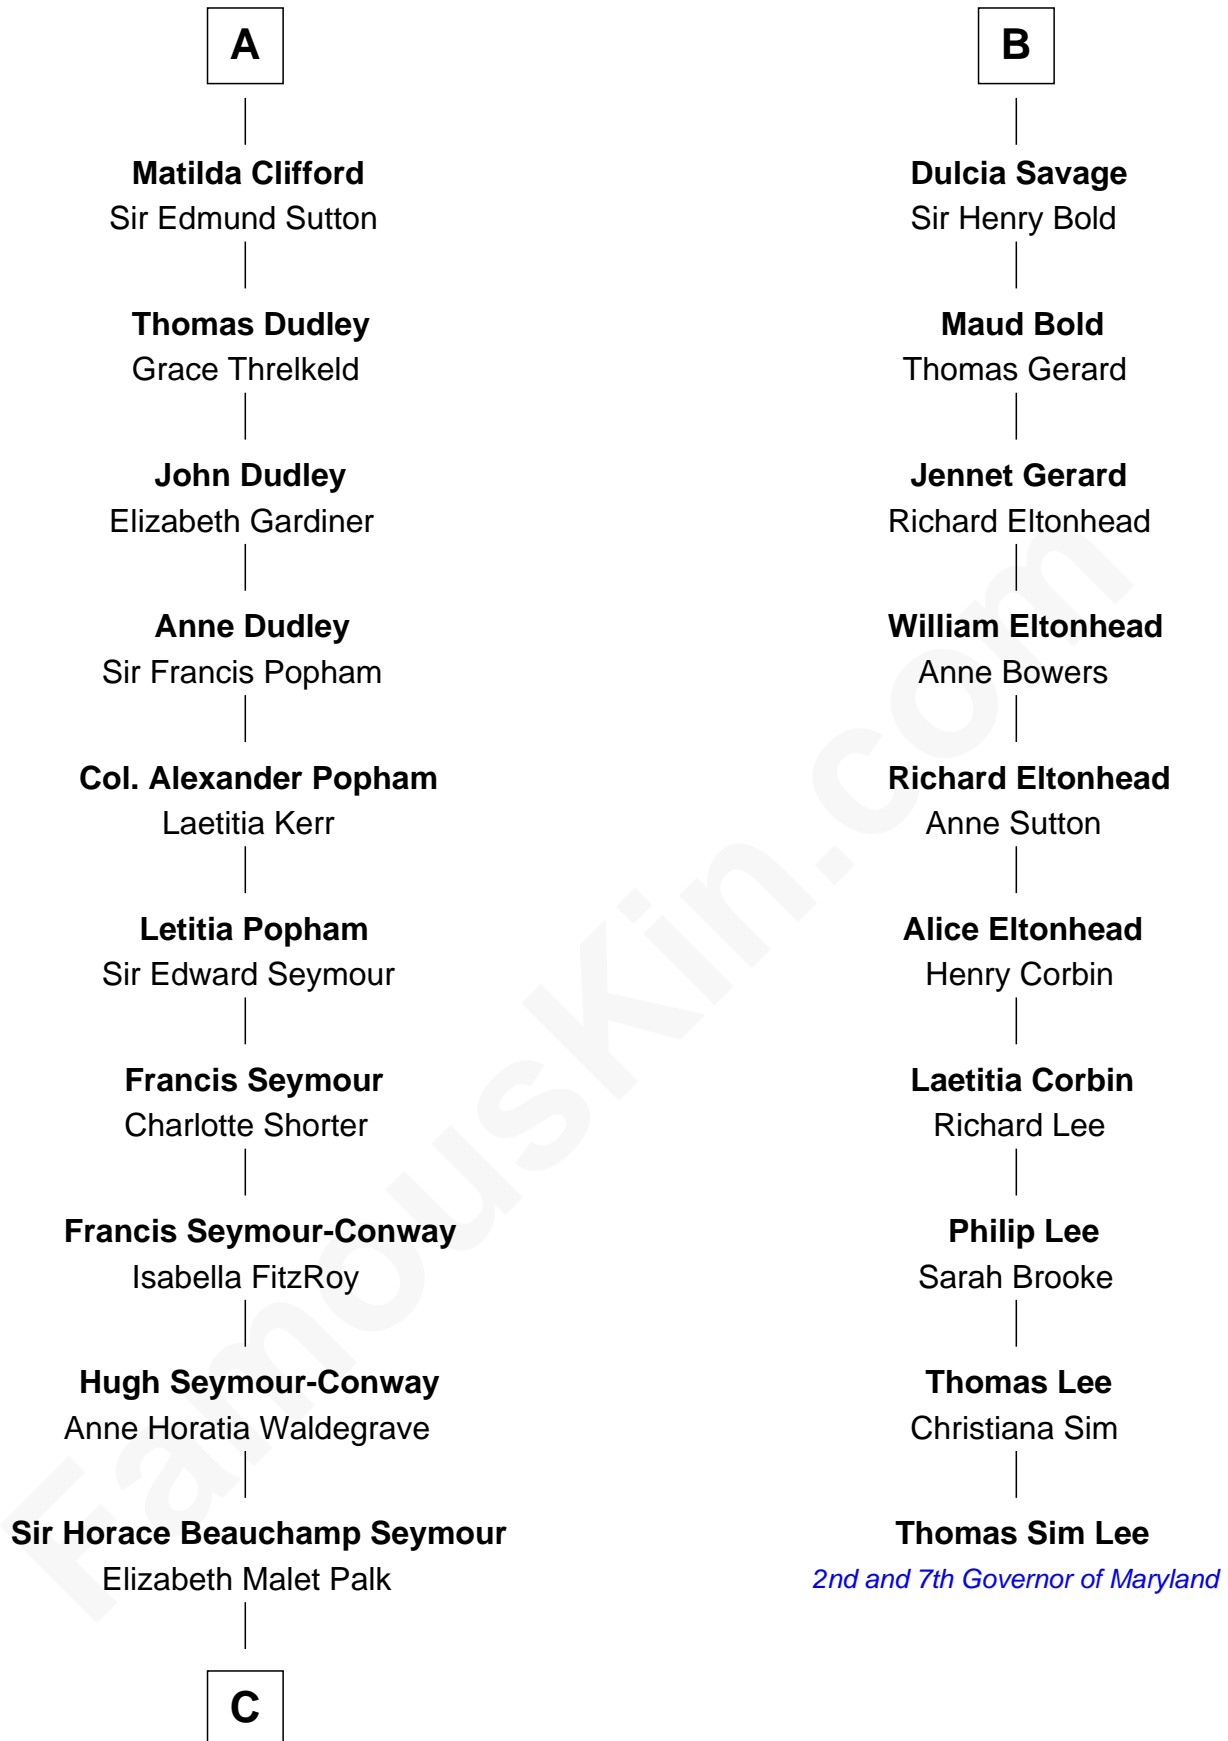 A
Matilda Clifford
Sir Edmund Sutton
Thomas Dudley
Grace Threlkeld
John Dudley
Elizabeth Gardiner
Anne Dudley
Sir Francis Popham
Col. Alexander Popham
Laetitia Kerr
Letitia Popham
Sir Edward Seymour
Francis Seymour
Charlotte Shorter
Francis Seymour-Conway
Isabella FitzRoy
Hugh Seymour-Conway
Anne Horatia Waldegrave
Sir Horace Beauchamp Seymour
Elizabeth Malet Palk
C
B
Dulcia Savage
Sir Henry Bold
Maud Bold
Thomas Gerard
Jennet Gerard
Richard Eltonhead
William Eltonhead
Anne Bowers
Richard Eltonhead
Anne Sutton
Alice Eltonhead
Henry Corbin
Laetitia Corbin
Richard Lee
Philip Lee
Sarah Brooke
Thomas Lee
Christiana Sim
Thomas Sim Lee
2nd and 7th Governor of Maryland
FamousKin.com